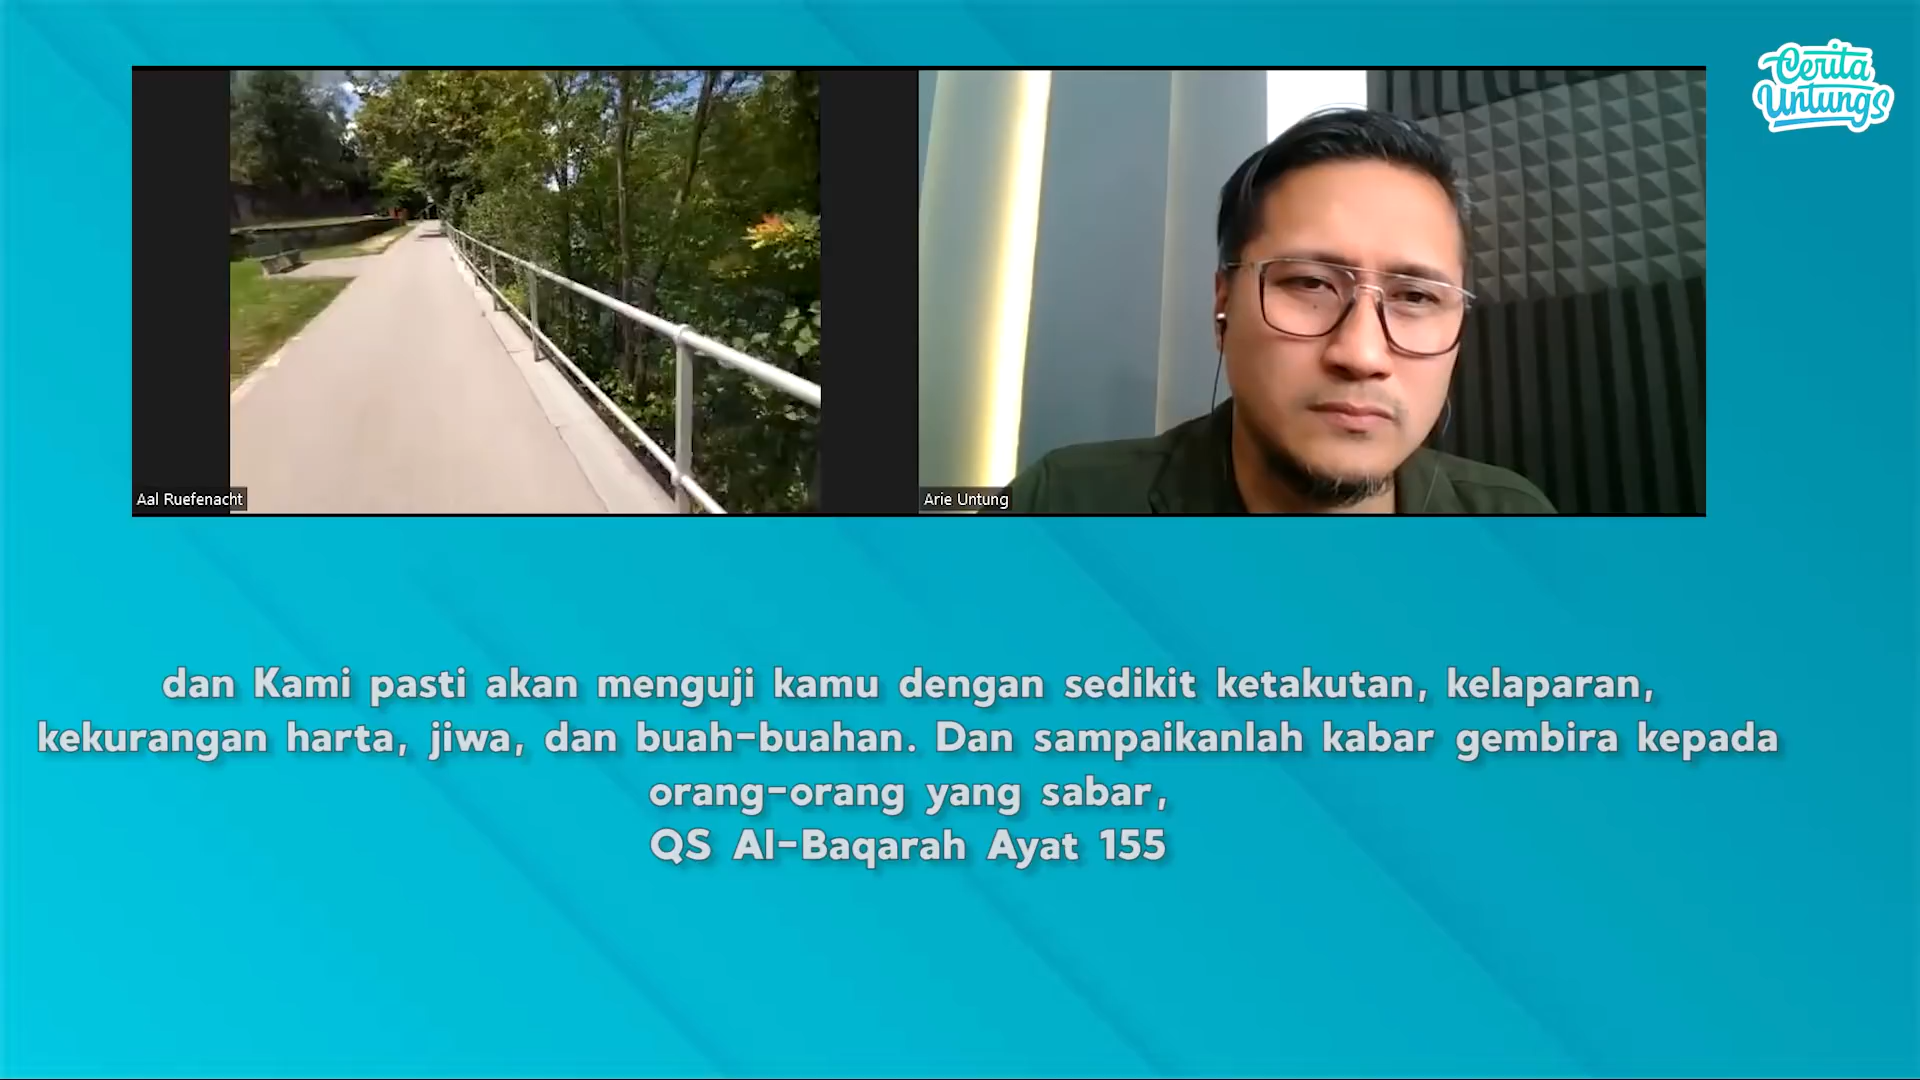 Cerita
Untungs
Aal Ruefenacht
Arie Untung
dan Kami pasti akan menguji kamu dengan sedikit ketakutan, kelaparan,
kekurangan harta, jiwa, dan buah-buahan. Dan sampaikanlah kabar gembira kepada
orang-orang yang sabar,
QS Al-Baqarah Ayat 155